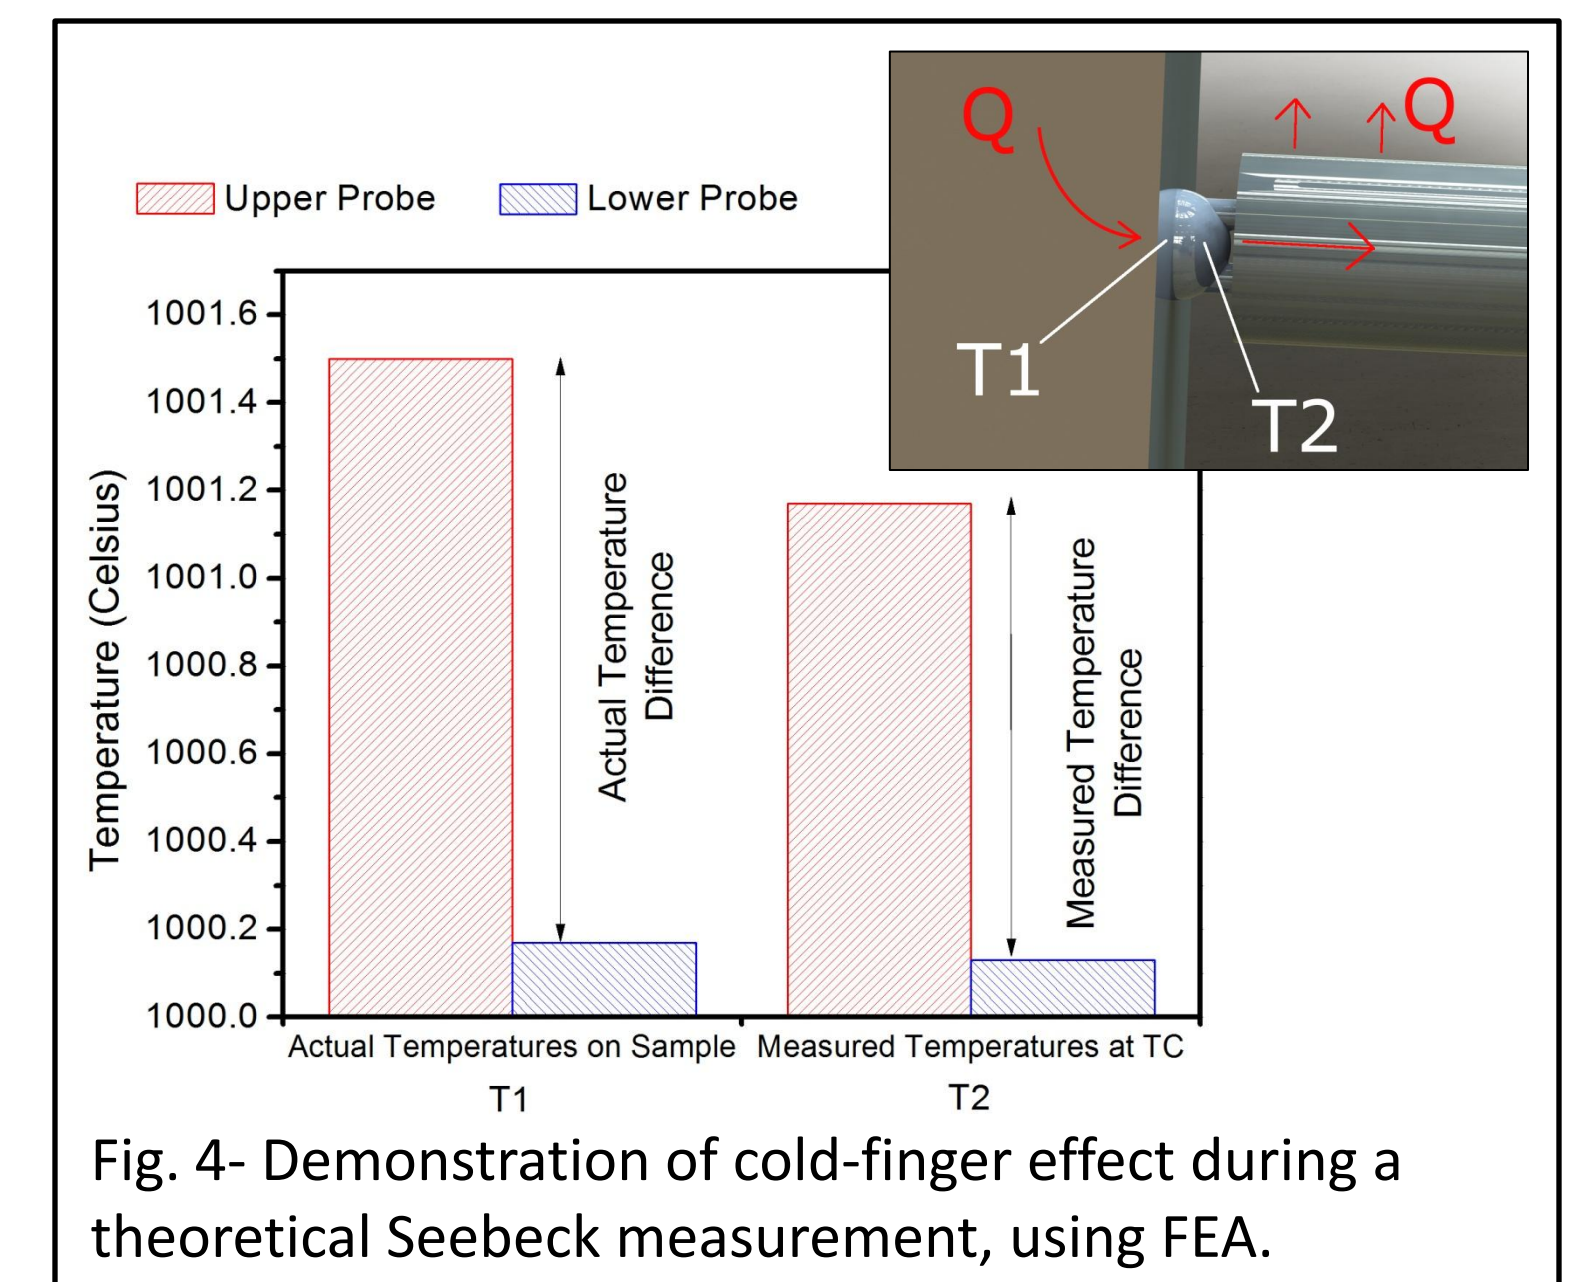 Q
Q
T1
T2
Upper Probe
Lower Probe
Temperature (Celsius)
1001.6
1001.4
1001.2
1001.0
1000.8
1000.6
1000.4
1000.2
1000.0
Actual Temperature
Difference
Measured Temperature
Difference
Actual Temperatures on Sample
Measured Temperatures at TC
T1
T2
Fig. 4- Demonstration of cold-finger effect during a
theoretical Seebeck measurement, using FEA.